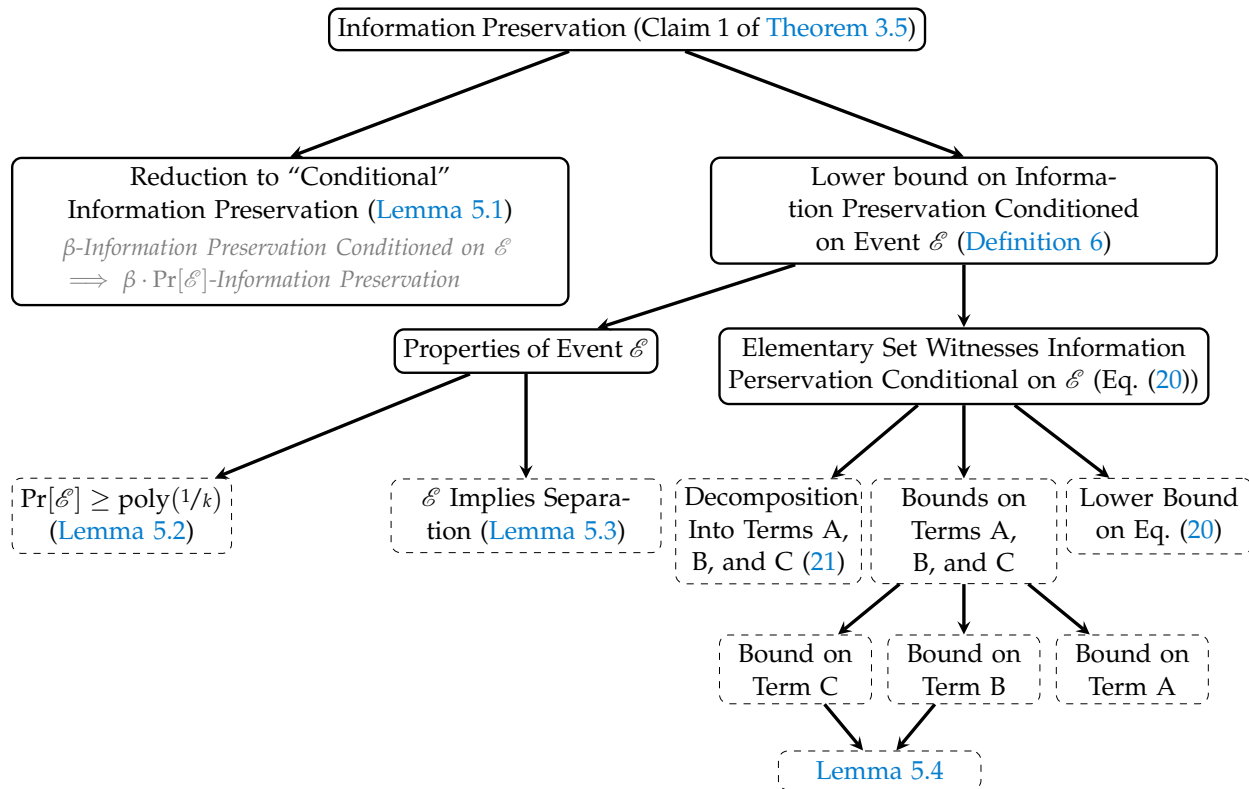 Information Preservation (Claim 1 of Theorem 3.5)
Reduction to “Conditional”
Information Preservation (Lemma 5.1)
β-Information Preservation Conditioned on ℰ
⟹ β · Pr[ℰ]-Information Preservation
Lower bound on Informa-
tion Preservation Conditioned
on Event ℰ (Definition 6)
Properties of Event ℰ
Elementary Set Witnesses Information
Perservation Conditional on ℰ (Eq. (20))
Pr[ℰ] ≥ poly(1/k)
(Lemma 5.2)
ℰ Implies Separa-
tion (Lemma 5.3)
Decomposition
Into Terms A,
B, and C (21)
Bounds on
Terms A,
B, and C
Lower Bound
on Eq. (20)
Bound on
Term C
Bound on
Term B
Bound on
Term A
Lemma 5.4